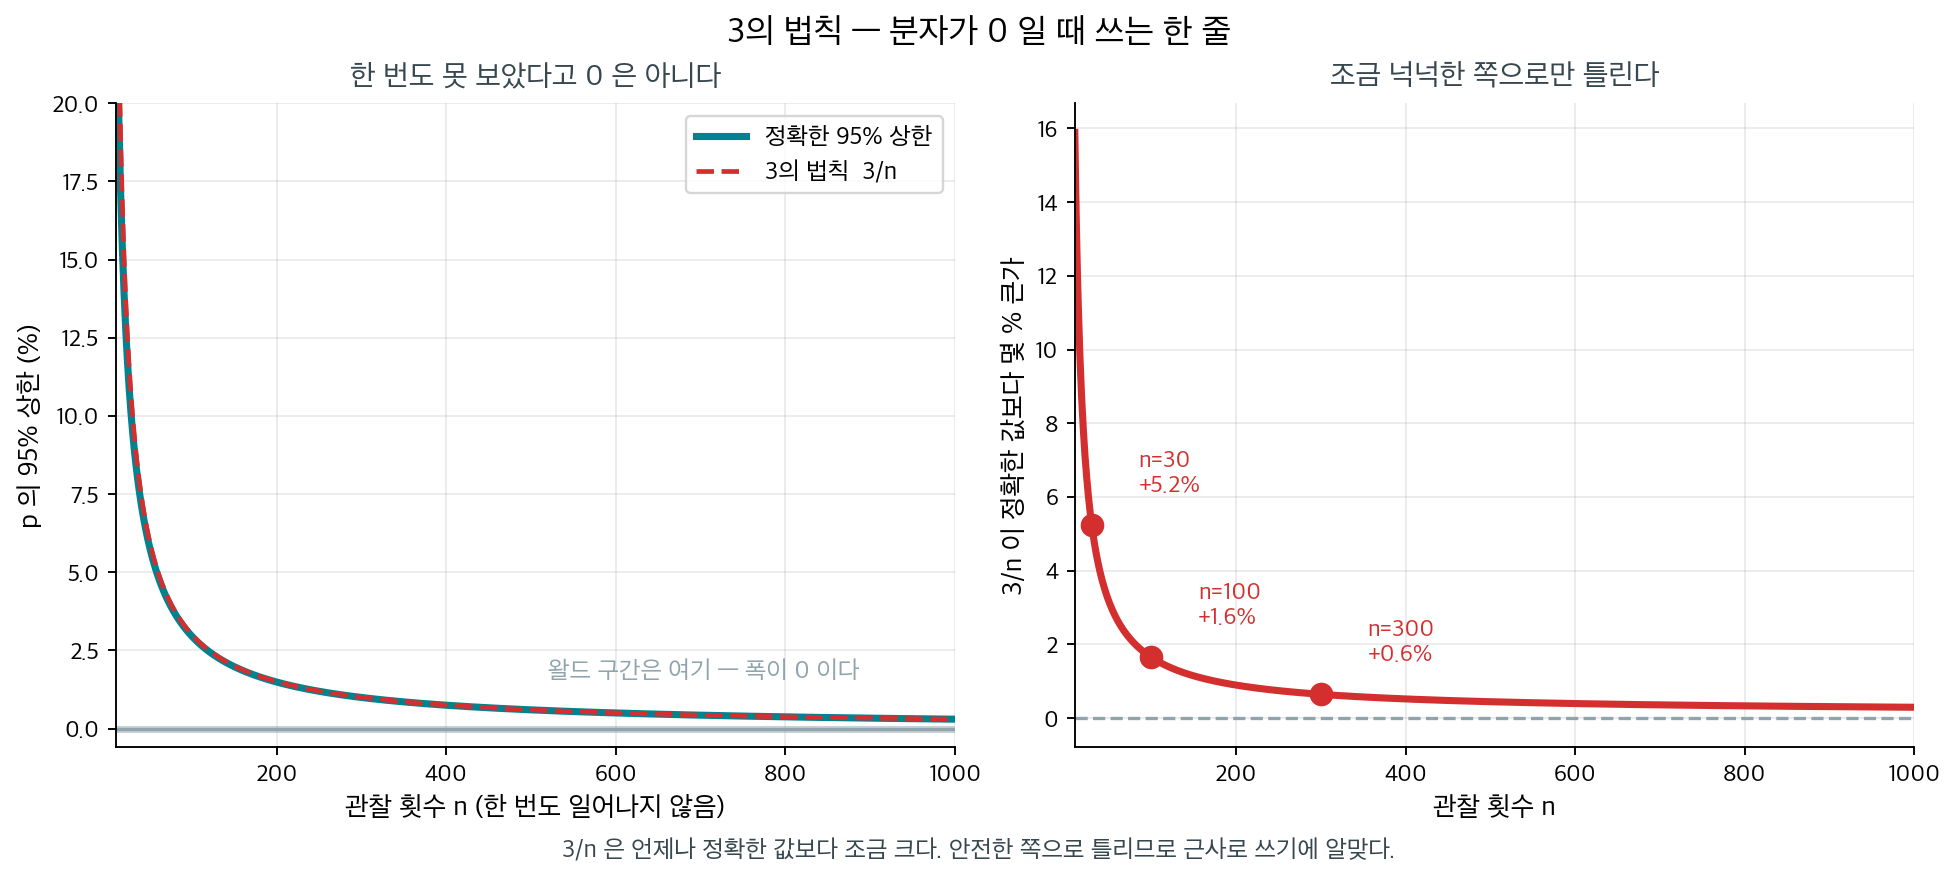 3의 법칙 — 분자가 0 일 때 쓰는 한 줄
한 번도 못 보았다고 0 은 아니다
20.0
17.5
15.0
12.5
10.0
7.5
5.0
2.5
0.0
p 의 95% 상한 (%)
정확한 95% 상한
3의 법칙 3/n
왈드 구간은 여기 — 폭이 0 이다
200
400
600
800
1000
관찰 횟수 n (한 번도 일어나지 않음)
조금 넉넉한 쪽으로만 틀린다
16
14
12
10
8
6
4
2
0
3/n 이 정확한 값보다 몇 % 큰가
n=30
+5.2%
n=100
+1.6%
n=300
+0.6%
200
400
600
800
1000
관찰 횟수 n
3/n 은 언제나 정확한 값보다 조금 크다. 안전한 쪽으로 틀리므로 근사로 쓰기에 알맞다.